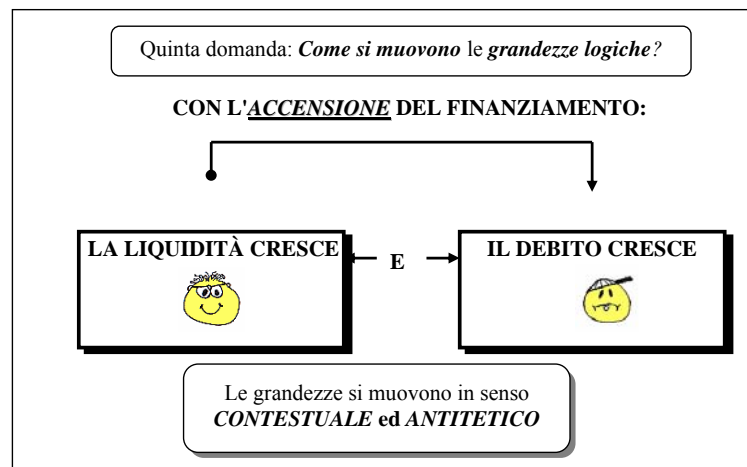 Quinta domanda: Come si muovono le grandezze logiche?
CON L'ACCENSIONE DEL FINANZIAMENTO:
LA LIQUIDITÀ CRESCE
E
IL DEBITO CRESCE
Le grandezze si muovono in senso
CONTESTUALE ed ANTITETICO